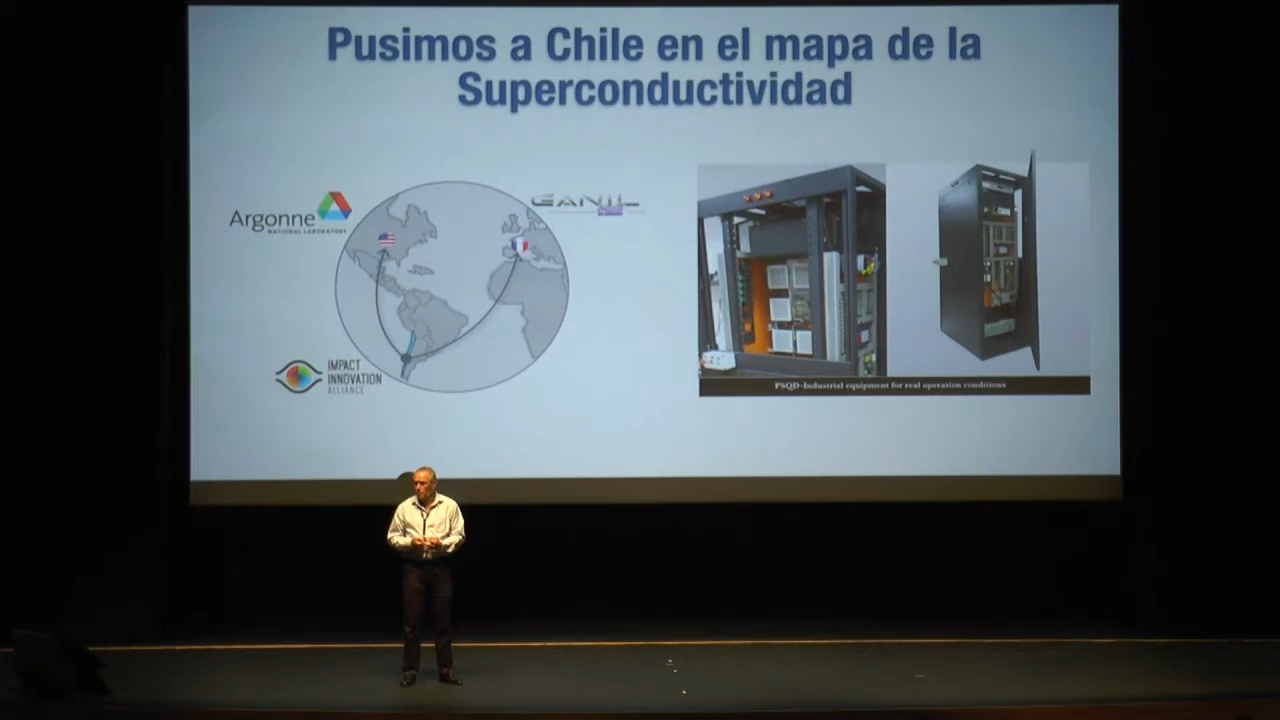 Pusimos a Chile en el mapa de la
Superconductividad
Argonne
NATIONAL LABORATORY
GANIL
IMPACT
INNOVATION
ALLIANCE
PSQD-Industrial equipment for real operation conditions